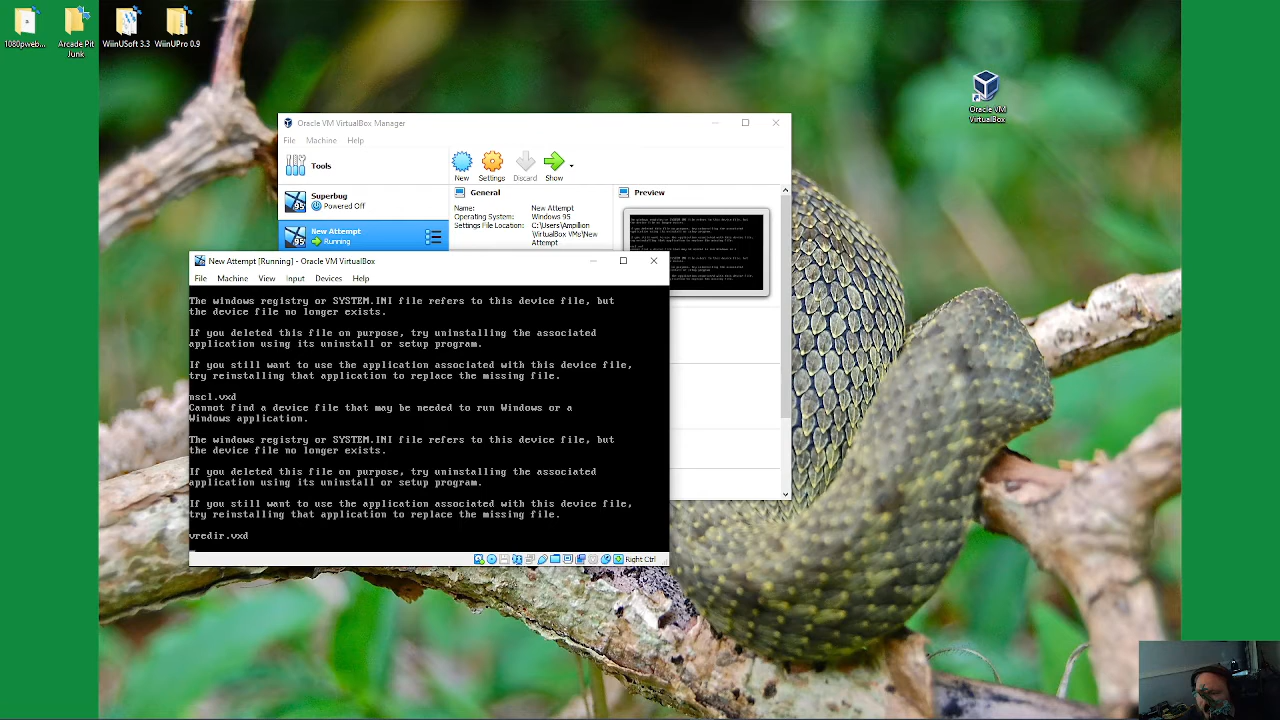 1080pweb...
Arcade Pit
Junk
WiinUSoft 3.3
WiinUPro 0.9
Oracle VM
VirtualBox
Oracle VM VirtualBox Manager
File Machine Help
Tools
New Settings Discard Show
Superbug
Powered Off
New Attempt
Running
General
Name: New Attempt
Operating System: Windows 95
Settings File Location: C:\Users\Ampillion
\VirtualBox VMs\New
Attempt
Preview
New Attempt [Running] - Oracle VM VirtualBox
File Machine View Input Devices Help
The windows registry or SYSTEM.INI file refers to this device file, but
the device file no longer exists.
If you deleted this file on purpose, try uninstalling the associated
application using its uninstall or setup program.
If you still want to use the application associated with this device file,
try reinstalling that application to replace the missing file.
nscl.vxd
Cannot find a device file that may be needed to run Windows or a
Windows application.
The windows registry or SYSTEM.INI file refers to this device file, but
the device file no longer exists.
If you deleted this file on purpose, try uninstalling the associated
application using its uninstall or setup program.
If you still want to use the application associated with this device file,
try reinstalling that application to replace the missing file.
vredir.vxd
Right Ctrl